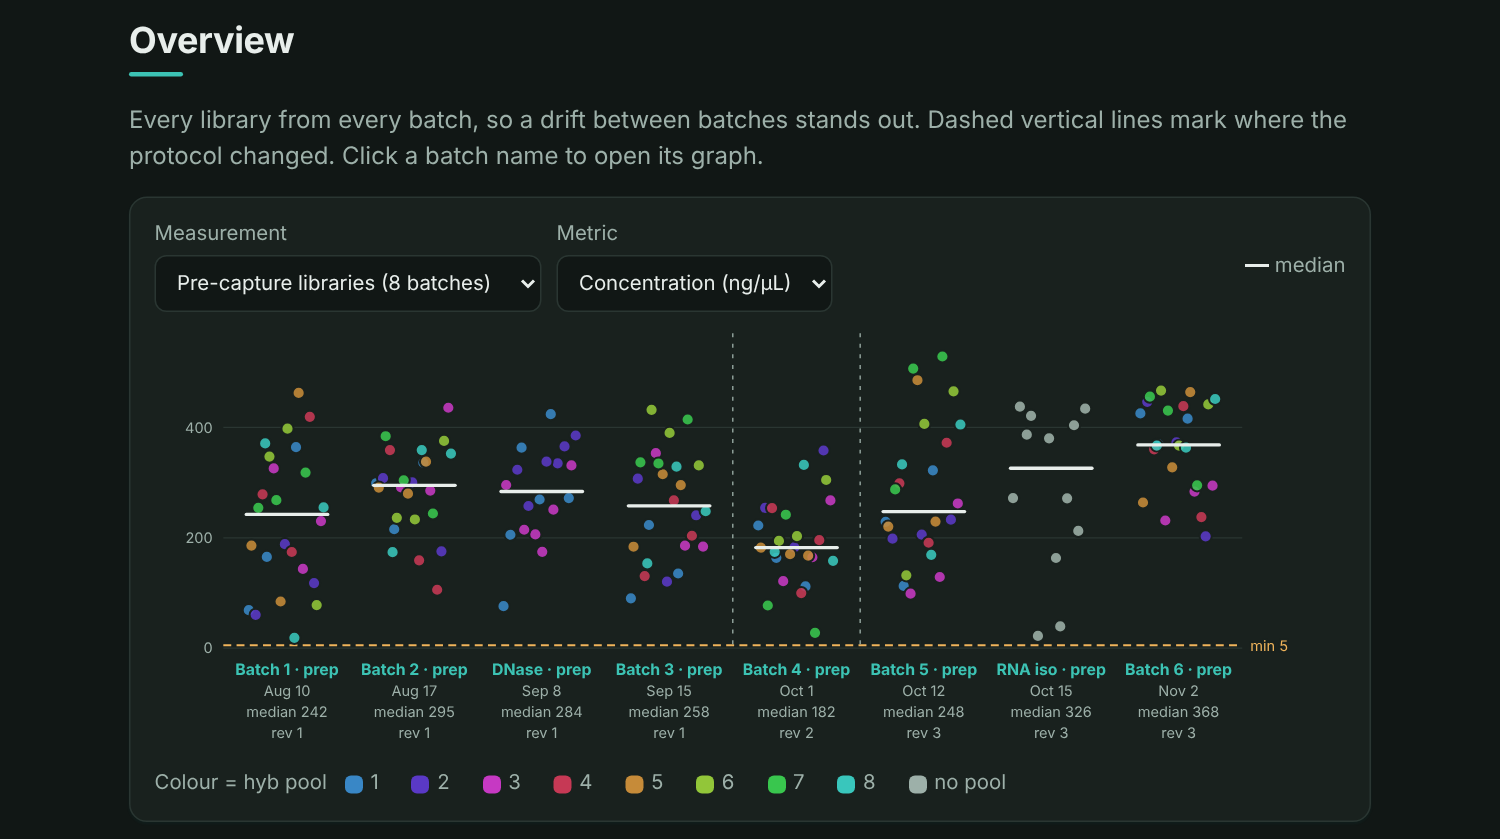 Overview
Every library from every batch, so a drift between batches stands out. Dashed vertical lines mark where the
protocol changed. Click a batch name to open its graph.
Measurement
Metric
Pre-capture libraries (8 batches)
Concentration (ng/µL)
median
400
200
0
min 5
Batch 1 · prep
Aug 10
median 242
rev 1
Batch 2 · prep
Aug 17
median 295
rev 1
DNase · prep
Sep 8
median 284
rev 1
Batch 3 · prep
Sep 15
median 258
rev 1
Batch 4 · prep
Oct 1
median 182
rev 2
Batch 5 · prep
Oct 12
median 248
rev 3
RNA iso · prep
Oct 15
median 326
rev 3
Batch 6 · prep
Nov 2
median 368
rev 3
Colour = hyb pool 1 2 3 4 5 6 7 8 no pool